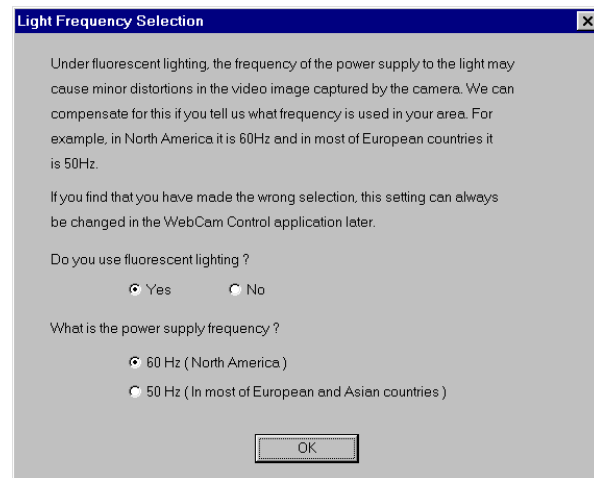 Light Frequency Selection
Under fluorescent lighting, the frequency of the power supply to the light may
cause minor distortions in the video image captured by the camera. We can
compensate for this if you tell us what frequency is used in your area. For
example, in North America it is 60Hz and in most of European countries it
is 50Hz.
If you find that you have made the wrong selection, this setting can always
be changed in the WebCam Control application later.
Do you use fluorescent lighting ?
Yes No
What is the power supply frequency ?
60 Hz ( North America )
50 Hz ( In most of European and Asian countries )
OK